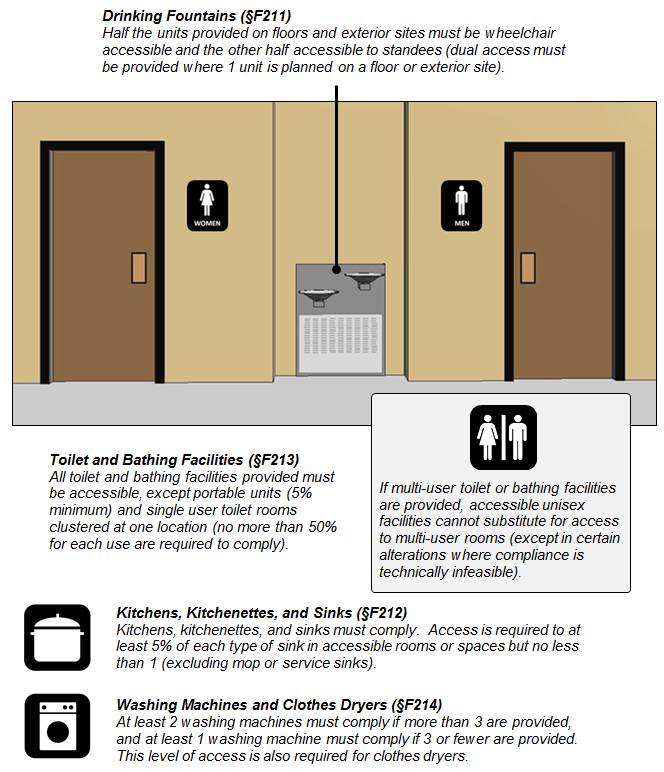 Drinking Fountains (§F211)
Half the units provided on floors and exterior sites must be wheelchair
accessible and the other half accessible to standees (dual access must
be provided where 1 unit is planned on a floor or exterior site).
WOMEN
MEN
Toilet and Bathing Facilities (§F213)
All toilet and bathing facilities provided must
be accessible, except portable units (5%
minimum) and single user toilet rooms
clustered at one location (no more than 50%
for each use are required to comply).
If multi-user toilet or bathing facilities
are provided, accessible unisex
facilities cannot substitute for access
to multi-user rooms (except in certain
alterations where compliance is
technically infeasible).
Kitchens, Kitchenettes, and Sinks (§F212)
Kitchens, kitchenettes, and sinks must comply.  Access is required to at
least 5% of each type of sink in accessible rooms or spaces but no less
than 1 (excluding mop or service sinks).
Washing Machines and Clothes Dryers (§F214)
At least 2 washing machines must comply if more than 3 are provided,
and at least 1 washing machine must comply if 3 or fewer are provided.
This level of access is also required for clothes dryers.